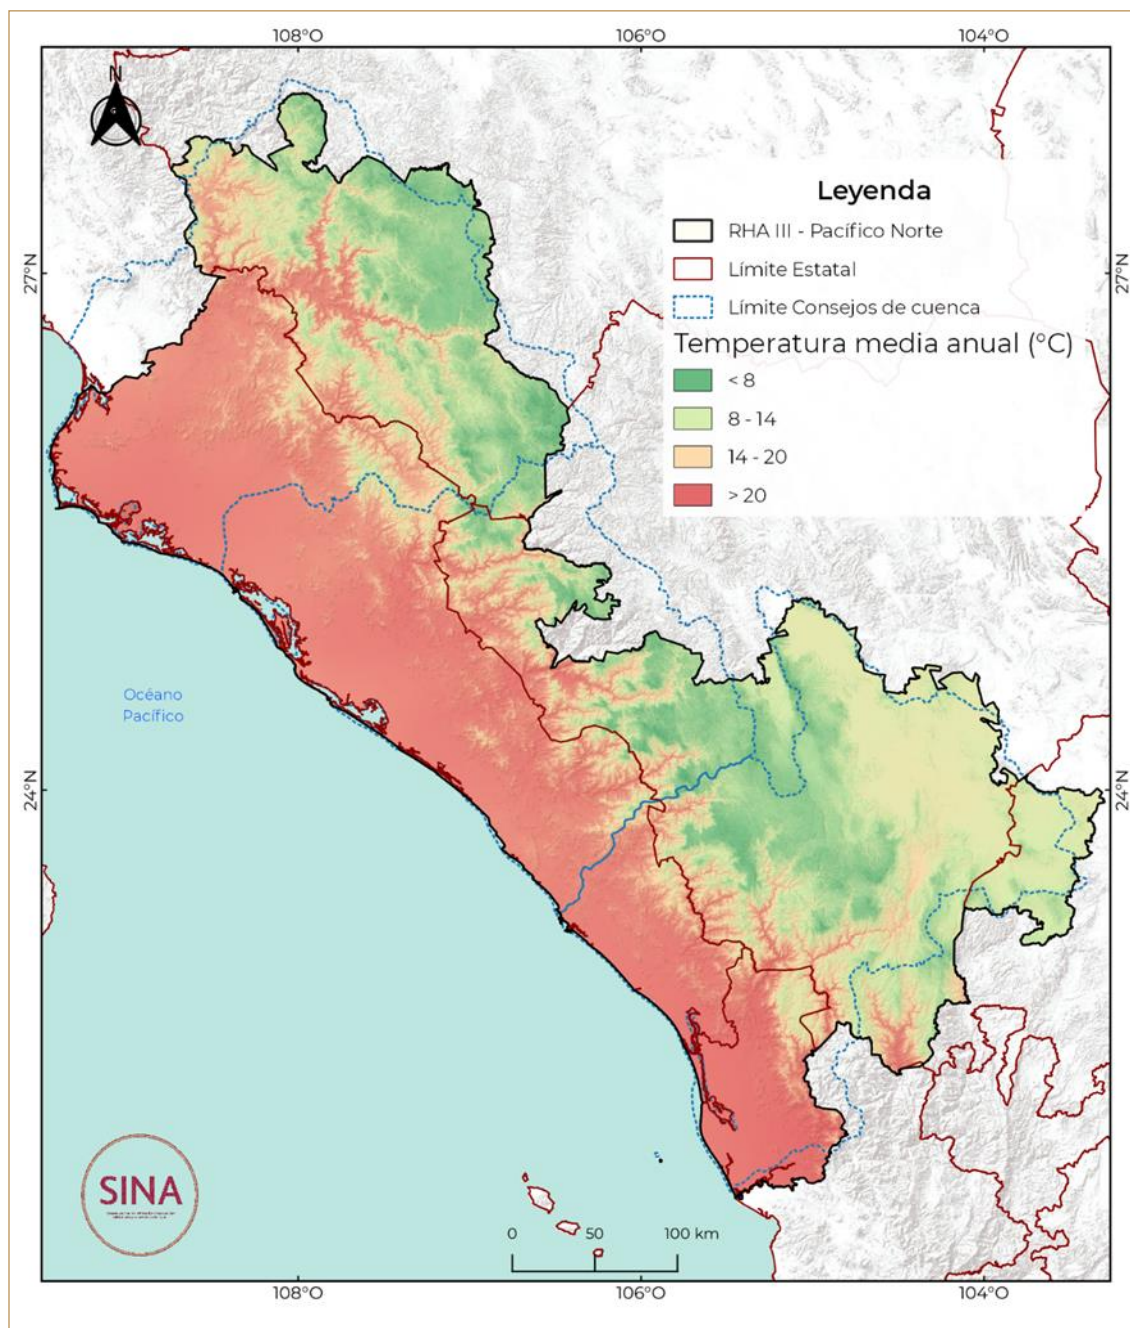 108°O
106°O
104°O
N
Leyenda
RHA III - Pacífico Norte
Límite Estatal
Límite Consejos de cuenca
Temperatura media anual (°C)
< 8
8 - 14
14 - 20
> 20
27°N
27°N
Océano
Pacífico
24°N
24°N
SINA
0 50 100 km
108°O
106°O
104°O